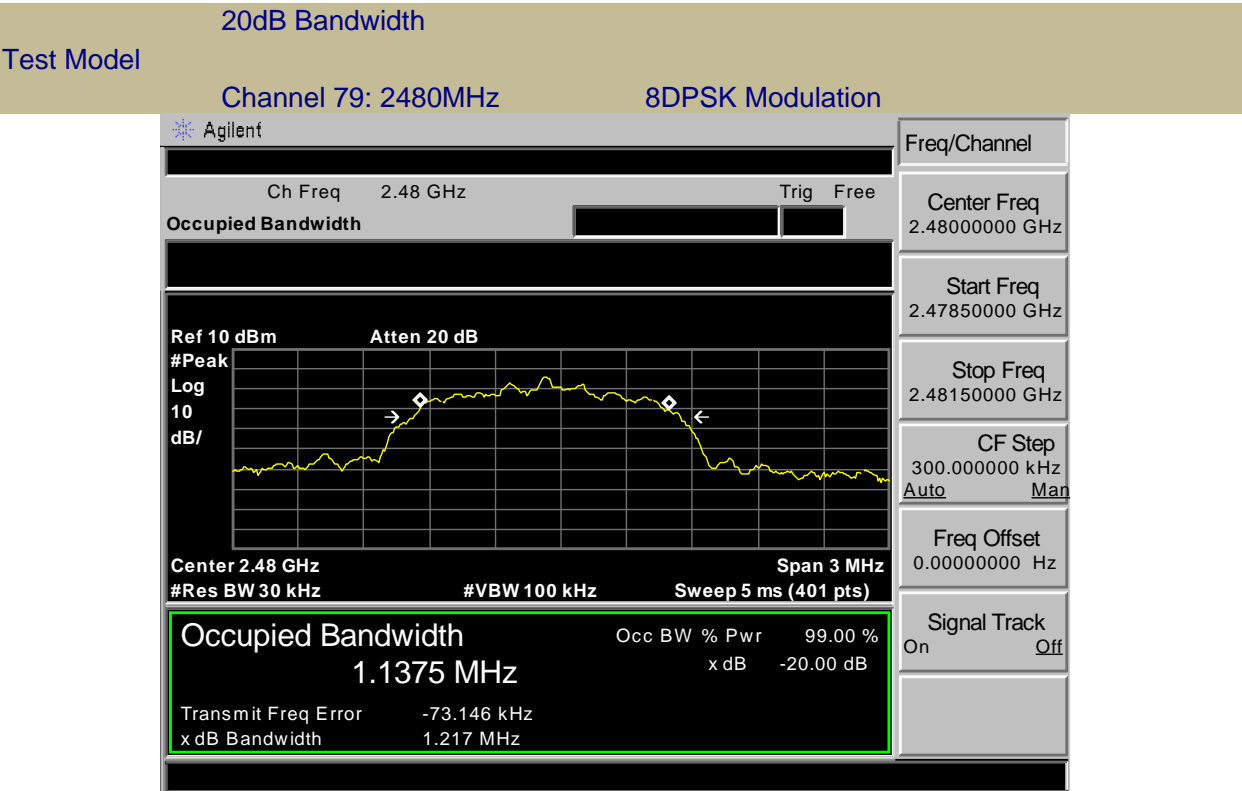 20dB Bandwidth
Test Model
Channel 79: 2480MHz 8DPSK Modulation
Agilent
Freq/Channel
Ch Freq 2.48 GHz Trig Free
Occupied Bandwidth
Center Freq
2.48000000 GHz
Start Freq
2.47850000 GHz
Stop Freq
2.48150000 GHz
CF Step
300.000000 kHz
Auto Man
Freq Offset
0.00000000 Hz
Signal Track
On Off
Ref 10 dBm Atten 20 dB
#Peak
Log
10
dB/
Center 2.48 GHz Span 3 MHz
#Res BW 30 kHz #VBW 100 kHz Sweep 5 ms (401 pts)
Occupied Bandwidth
1.1375 MHz
Occ BW % Pwr 99.00 %
x dB -20.00 dB
Transmit Freq Error -73.146 kHz
x dB Bandwidth 1.217 MHz